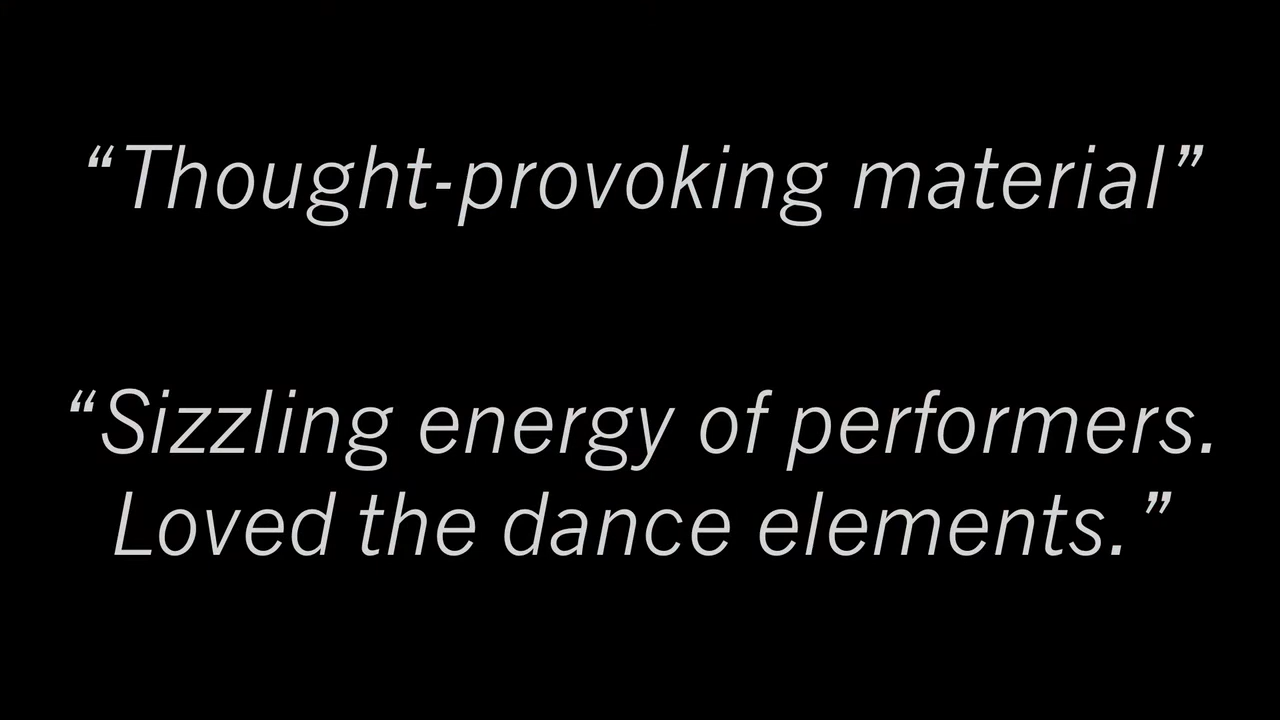 “Thought-provoking material”
“Sizzling energy of performers.
Loved the dance elements.”